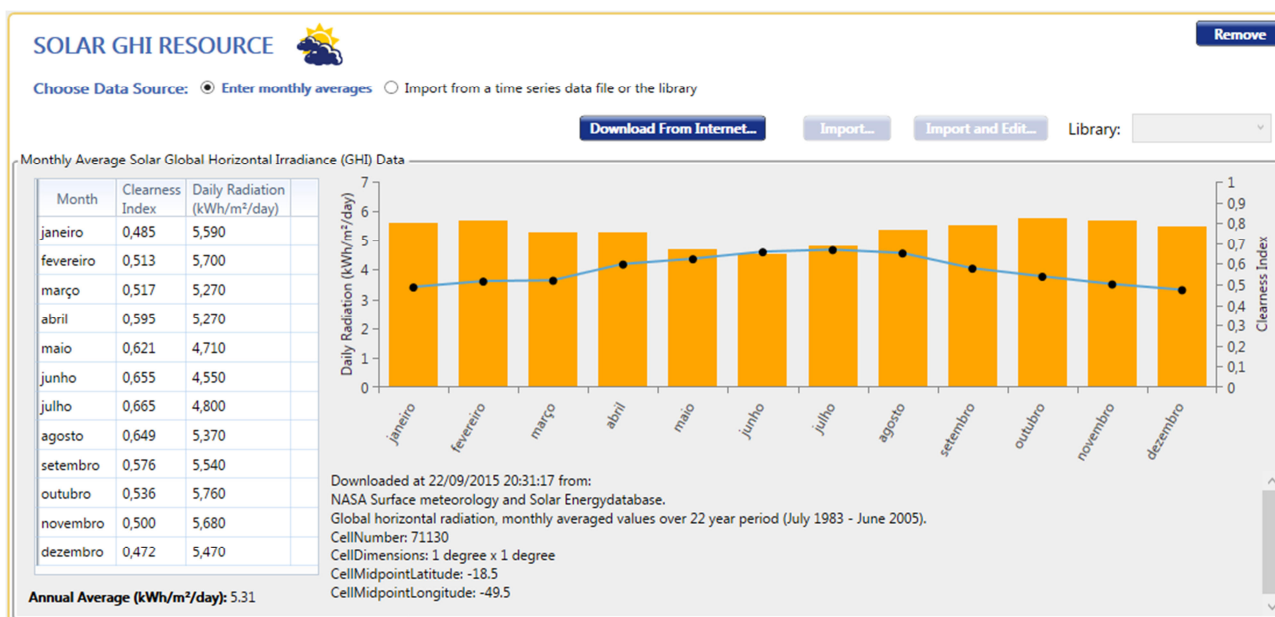 SOLAR GHI RESOURCE
Remove
Choose Data Source: Enter monthly averages Import from a time series data file or the library
Download From Internet... Import... Import and Edit... Library:
Monthly Average Solar Global Horizontal Irradiance (GHI) Data
Month Clearness Index Daily Radiation (kWh/m²/day)
janeiro 0,485 5,590
fevereiro 0,513 5,700
março 0,517 5,270
abril 0,595 5,270
maio 0,621 4,710
junho 0,655 4,550
julho 0,665 4,800
agosto 0,649 5,370
setembro 0,576 5,540
outubro 0,536 5,760
novembro 0,500 5,680
dezembro 0,472 5,470
Annual Average (kWh/m²/day): 5.31
Daily Radiation (kWh/m²/day)
7
6
5
4
3
2
1
0
janeiro fevereiro março abril maio junho julho agosto setembro outubro novembro dezembro
1
0,9
0,8
0,7
0,6
0,5
0,4
0,3
0,2
0,1
0
Clearness Index
Downloaded at 22/09/2015 20:31:17 from:
NASA Surface meteorology and Solar Energydatabase.
Global horizontal radiation, monthly averaged values over 22 year period (July 1983 - June 2005).
CellNumber: 71130
CellDimensions: 1 degree x 1 degree
CellMidpointLatitude: -18.5
CellMidpointLongitude: -49.5